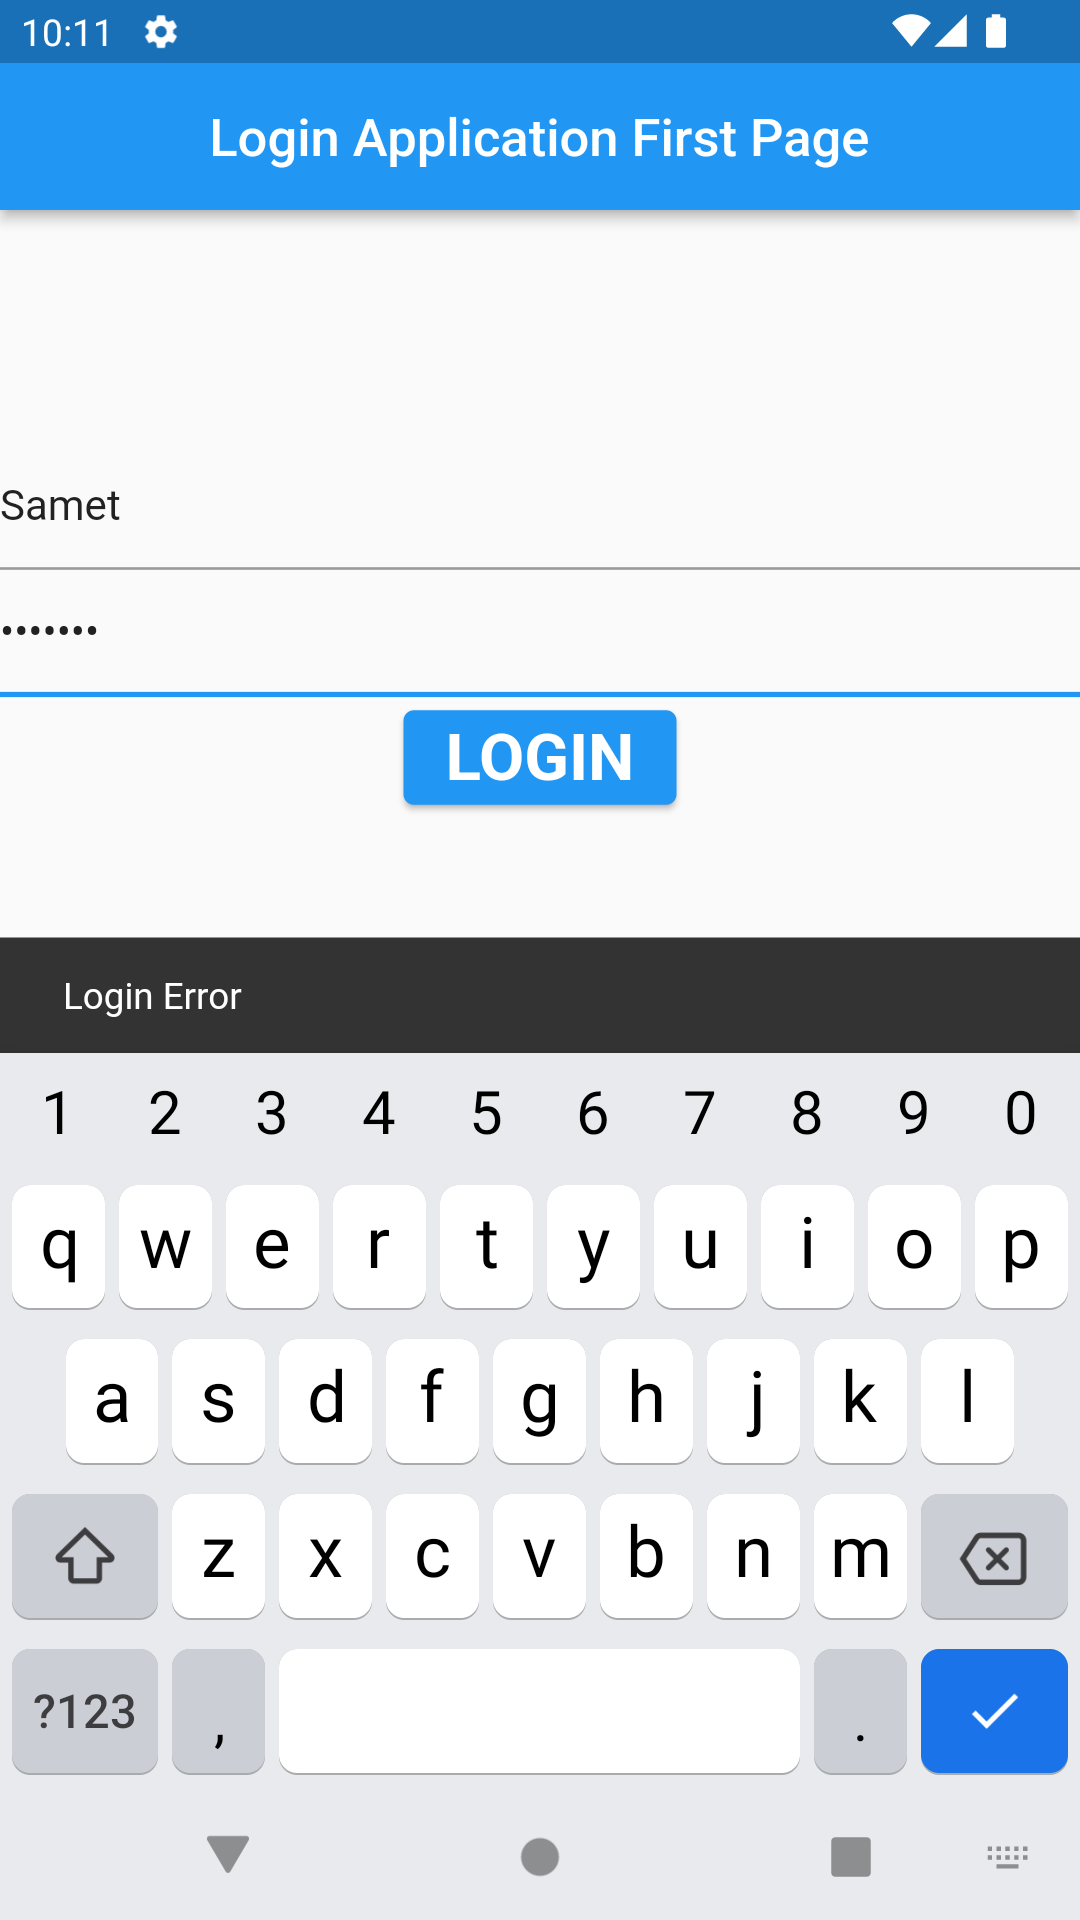 10:11
Login Application First Page
Samet
•••••••
LOGIN
Login Error
1 2 3 4 5 6 7 8 9 0
q w e r t y u i o p
a s d f g h j k l
z x c v b n m
?123 , .